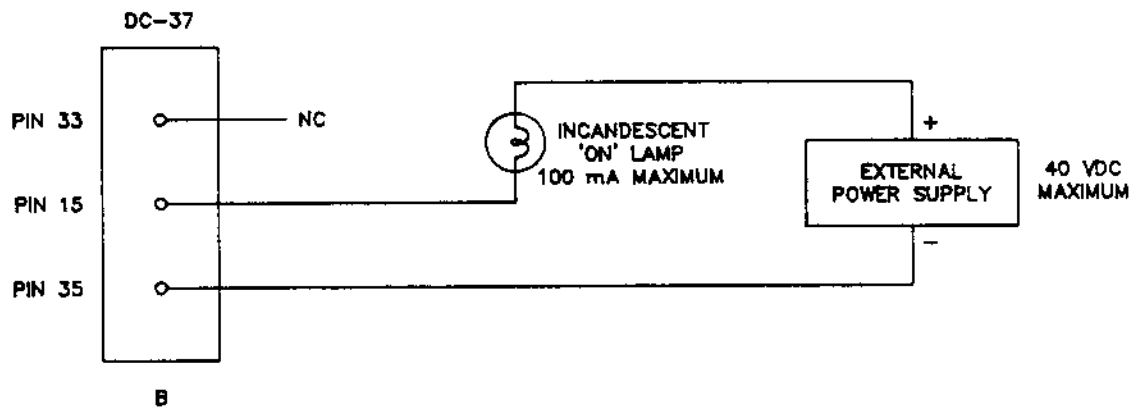 DC-37
PIN 33
NC
PIN 15
PIN 35
INCANDESCENT
'ON' LAMP
100 mA MAXIMUM
+
EXTERNAL
POWER SUPPLY
−
40 VDC
MAXIMUM
B